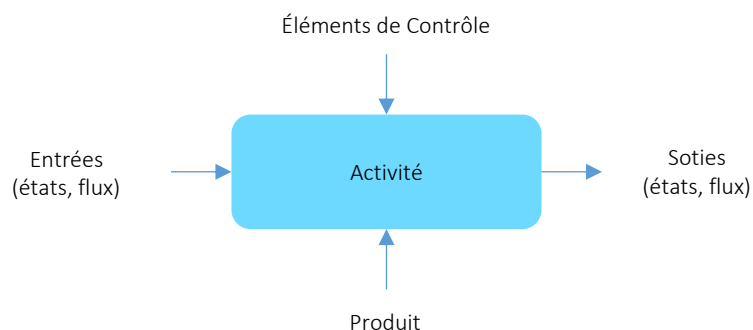 Éléments de Contrôle
Entrées
(états, flux)
Activité
Soties
(états, flux)
Produit